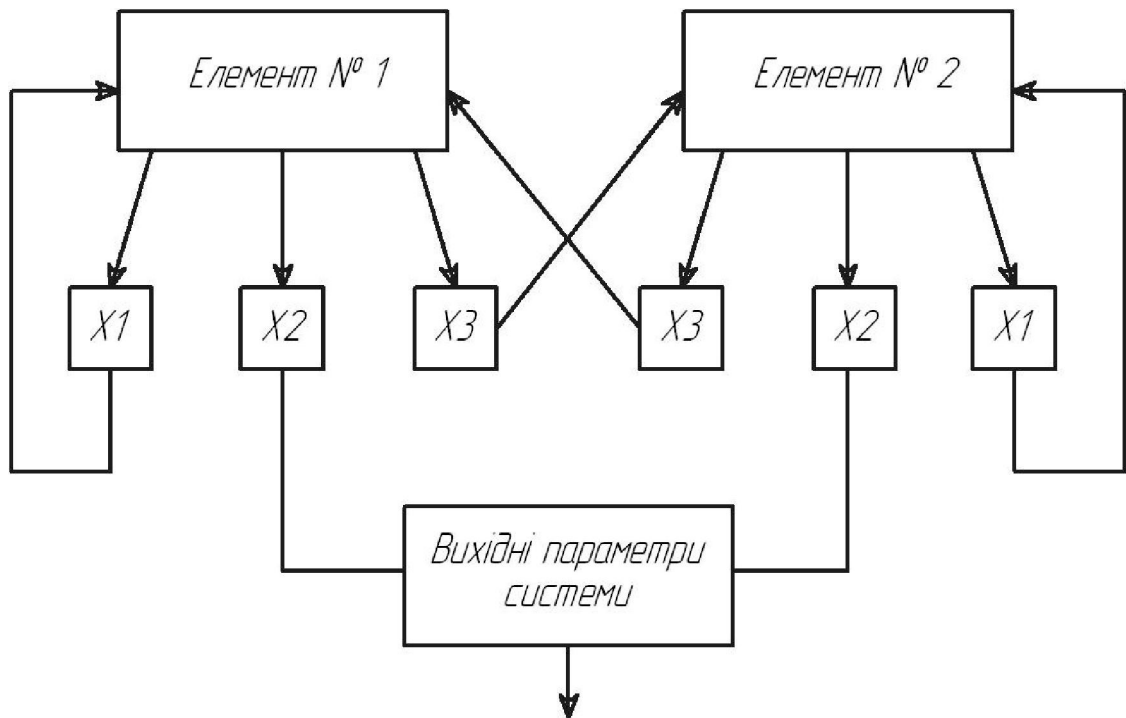 Елемент № 1
Елемент № 2
X1
X2
X3
X3
X2
X1
Вихідні параметри
системи